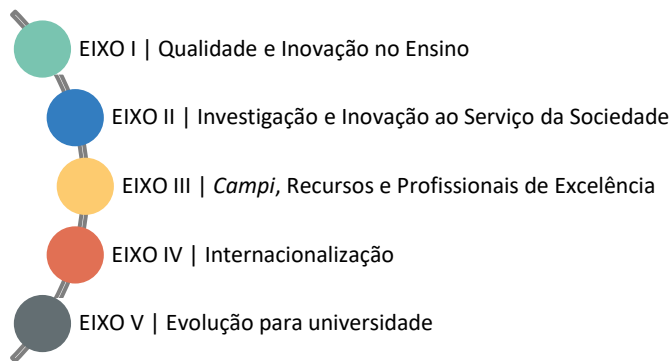 EIXO I | Qualidade e Inovação no Ensino
EIXO II | Investigação e Inovação ao Serviço da Sociedade
EIXO III | Campi, Recursos e Profissionais de Excelência
EIXO IV | Internacionalização
EIXO V | Evolução para universidade